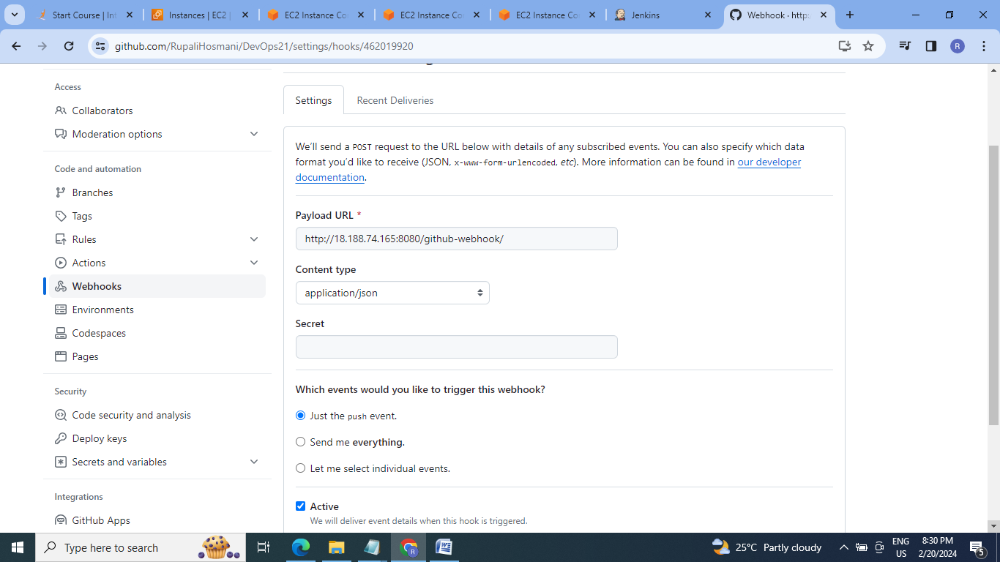 Start Course | Int
Instances | EC2 |
EC2 Instance Co
EC2 Instance Co
EC2 Instance Co
Jenkins
Webhook · http:
github.com/RupaliHosmani/DevOps21/settings/hooks/462019920
R
Access
Collaborators
Moderation options
Code and automation
Branches
Tags
Rules
Actions
Webhooks
Environments
Codespaces
Pages
Security
Code security and analysis
Deploy keys
Secrets and variables
Integrations
GitHub Apps
Settings
Recent Deliveries
We'll send a POST request to the URL below with details of any subscribed events. You can also specify which data
format you'd like to receive (JSON, x-www-form-urlencoded, etc). More information can be found in our developer
documentation.
Payload URL *
http://18.188.74.165:8080/github-webhook/
Content type
application/json
Secret
Which events would you like to trigger this webhook?
Just the push event.
Send me everything.
Let me select individual events.
Active
We will deliver event details when this hook is triggered.
Type here to search
R
W
25°C Partly cloudy
ENG
US
8:30 PM
2/20/2024
5